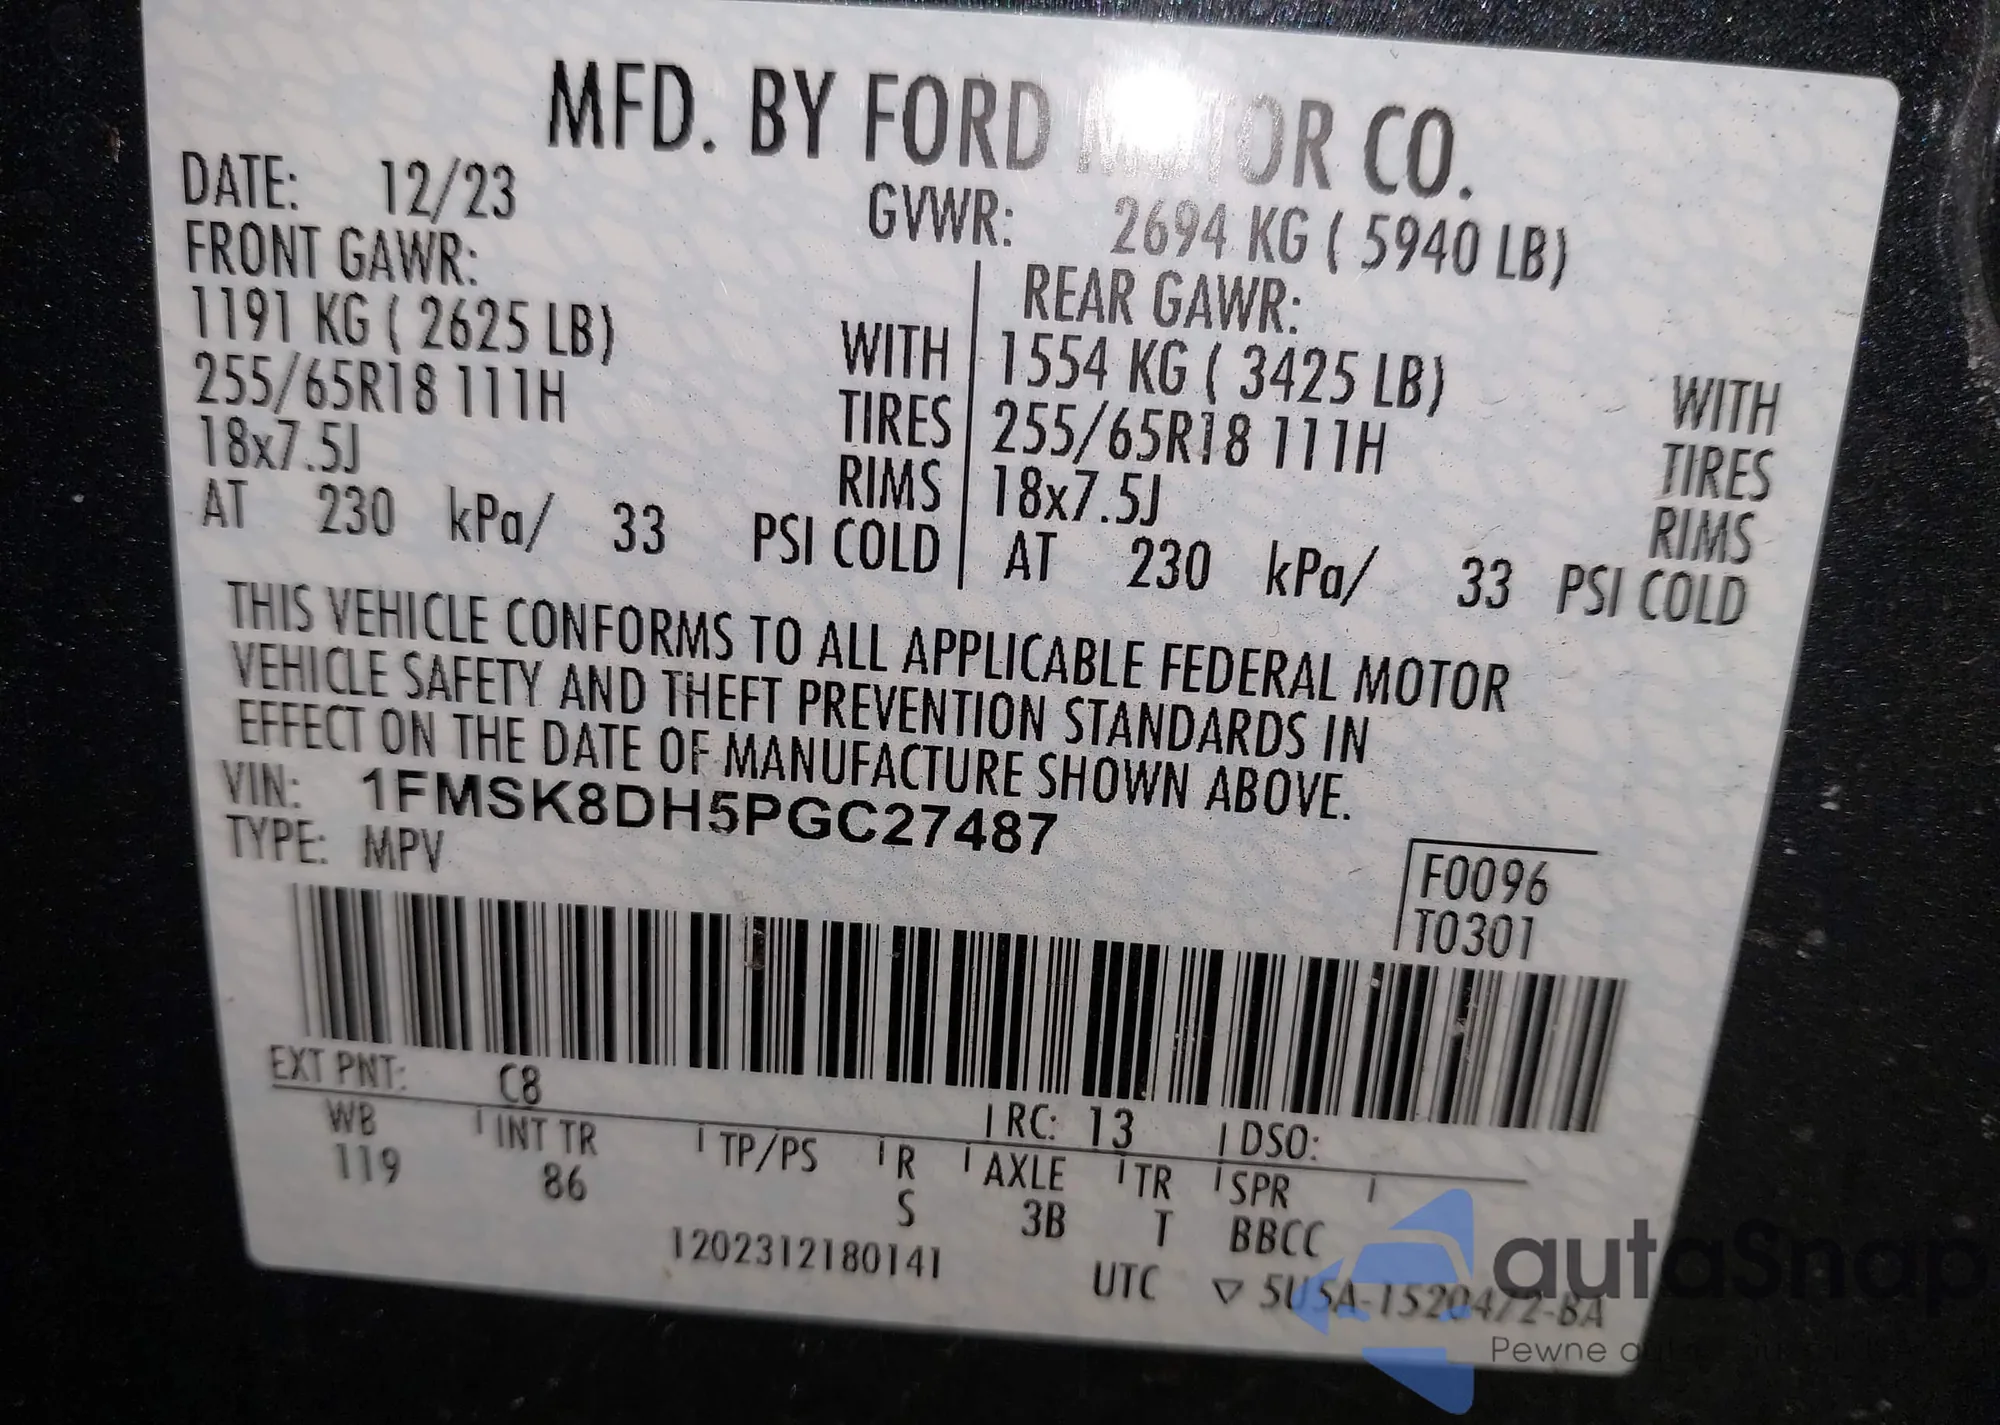 MFD. BY FORD MOTOR CO.
DATE: 12/23 GVWR: 2694 KG ( 5940 LB)
FRONT GAWR: REAR GAWR:
1191 KG ( 2625 LB) WITH 1554 KG ( 3425 LB) WITH
255/65R18 111H TIRES 255/65R18 111H TIRES
18x7.5J RIMS 18x7.5J RIMS
AT 230 kPa/ 33 PSI COLD AT 230 kPa/ 33 PSI COLD
THIS VEHICLE CONFORMS TO ALL APPLICABLE FEDERAL MOTOR
VEHICLE SAFETY AND THEFT PREVENTION STANDARDS IN
EFFECT ON THE DATE OF MANUFACTURE SHOWN ABOVE.
VIN: 1FMSK8DH5PGC27487
TYPE: MPV
F0096
T0301
EXT PNT: C8 RC: 13 DSO:
WB INT TR TP/PS R AXLE TR SPR
119 86 S 3B T BBCC
1202312180141 UTC ▽ 5USA-1520472-BA
autaSnap
Pewne